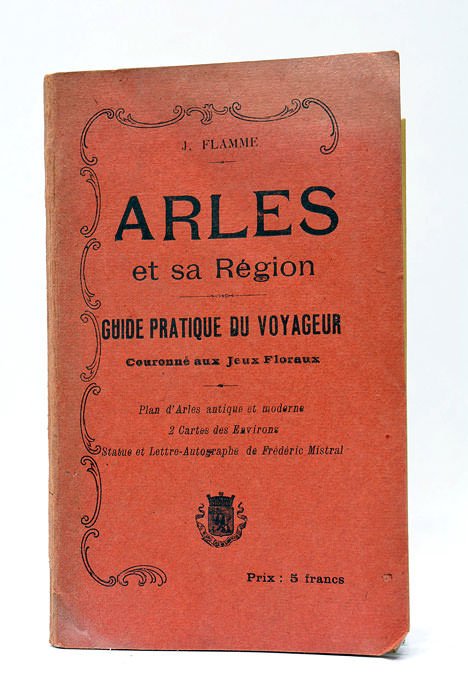 J. FLAMME
ARLES
et sa Région
GUIDE PRATIQUE DU VOYAGEUR
Couronné aux Jeux Floraux
Plan d'Arles antique et moderne
2 Cartes des Environs
Statue et Lettre-Autographe de Frédéric Mistral
Prix : 5 francs